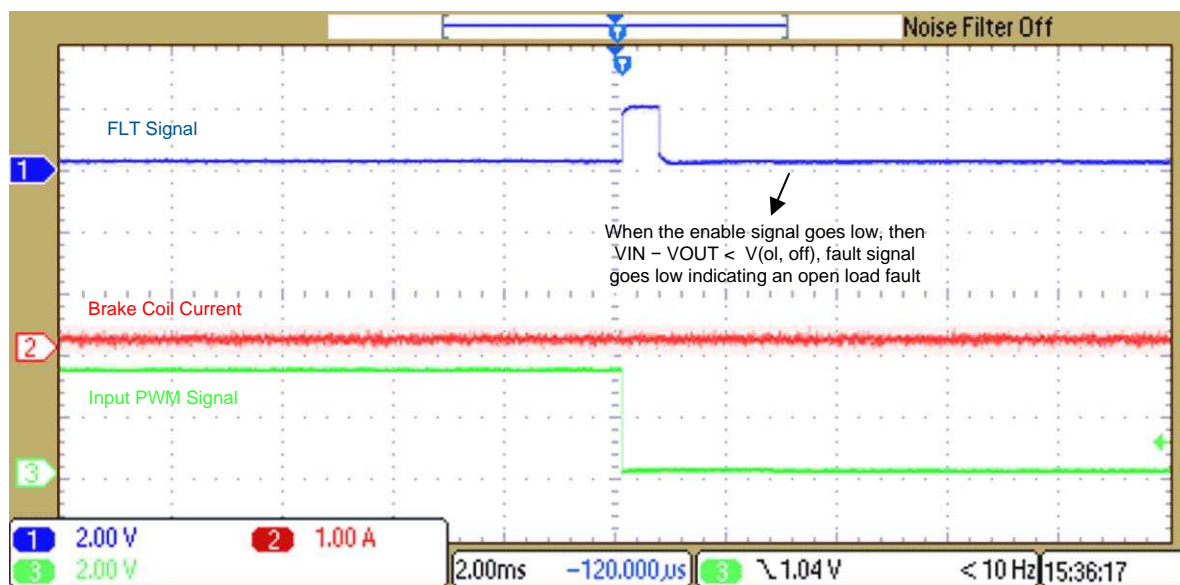 Noise Filter Off
T
T
FLT Signal
1
When the enable signal goes low, then
VIN − VOUT < V(ol, off), fault signal
goes low indicating an open load fault
Brake Coil Current
2
Input PWM Signal
3
1 2.00 V 2 1.00 A
3 2.00 V
2.00ms −120.000µs 3 1.04 V < 10 Hz 15:36:17